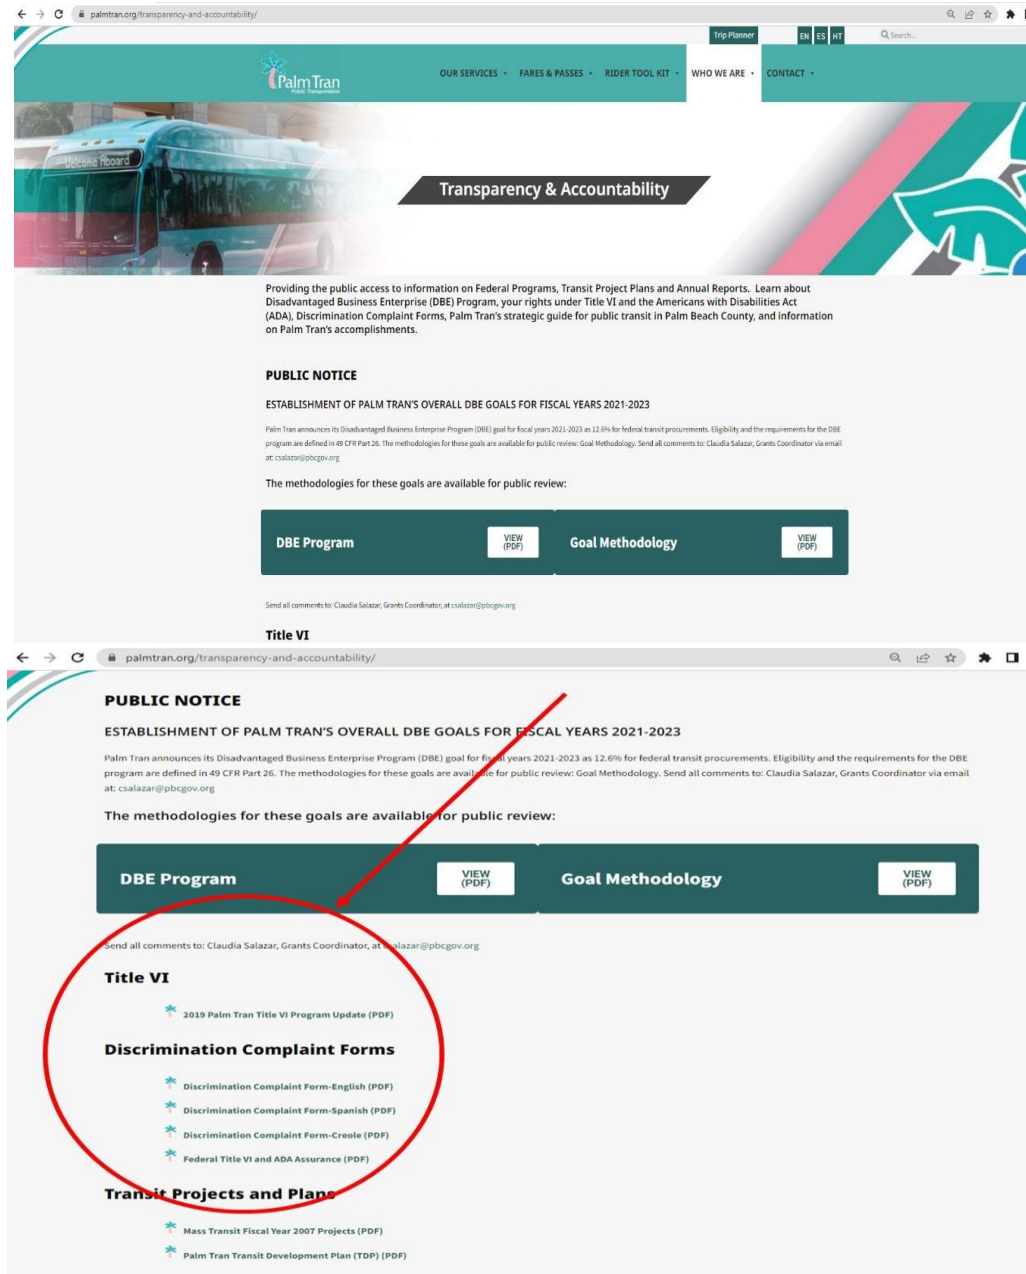 palmtran.org/transparency-and-accountability/
Trip Planner EN ES HT Search...
Palm Tran
Public Transportation
OUR SERVICES FARES & PASSES RIDER TOOL KIT WHO WE ARE CONTACT
Welcome Aboard
Transparency & Accountability
Providing the public access to information on Federal Programs, Transit Project Plans and Annual Reports. Learn about
Disadvantaged Business Enterprise (DBE) Program, your rights under Title VI and the Americans with Disabilities Act
(ADA), Discrimination Complaint Forms, Palm Tran's strategic guide for public transit in Palm Beach County, and information
on Palm Tran's accomplishments.
PUBLIC NOTICE
ESTABLISHMENT OF PALM TRAN'S OVERALL DBE GOALS FOR FISCAL YEARS 2021-2023
Palm Tran announces its Disadvantaged Business Enterprise Program (DBE) goal for fiscal years 2021-2023 as 12.6% for federal transit procurements. Eligibility and the requirements for the DBE
program are defined in 49 CFR Part 26. The methodologies for these goals are available for public review: Goal Methodology. Send all comments to: Claudia Salazar, Grants Coordinator via email
at: csalazar@pbcgov.org
The methodologies for these goals are available for public review:
DBE Program VIEW (PDF) Goal Methodology VIEW (PDF)
Send all comments to: Claudia Salazar, Grants Coordinator, at csalazar@pbcgov.org
Title VI
palmtran.org/transparency-and-accountability/
PUBLIC NOTICE
ESTABLISHMENT OF PALM TRAN'S OVERALL DBE GOALS FOR FISCAL YEARS 2021-2023
Palm Tran announces its Disadvantaged Business Enterprise Program (DBE) goal for fiscal years 2021-2023 as 12.6% for federal transit procurements. Eligibility and the requirements for the DBE
program are defined in 49 CFR Part 26. The methodologies for these goals are available for public review: Goal Methodology. Send all comments to: Claudia Salazar, Grants Coordinator via email
at: csalazar@pbcgov.org
The methodologies for these goals are available for public review:
DBE Program VIEW (PDF) Goal Methodology VIEW (PDF)
Send all comments to: Claudia Salazar, Grants Coordinator, at csalazar@pbcgov.org
Title VI
2019 Palm Tran Title VI Program Update (PDF)
Discrimination Complaint Forms
Discrimination Complaint Form-English (PDF)
Discrimination Complaint Form-Spanish (PDF)
Discrimination Complaint Form-Creole (PDF)
Federal Title VI and ADA Assurance (PDF)
Transit Projects and Plans
Mass Transit Fiscal Year 2007 Projects (PDF)
Palm Tran Transit Development Plan (TDP) (PDF)